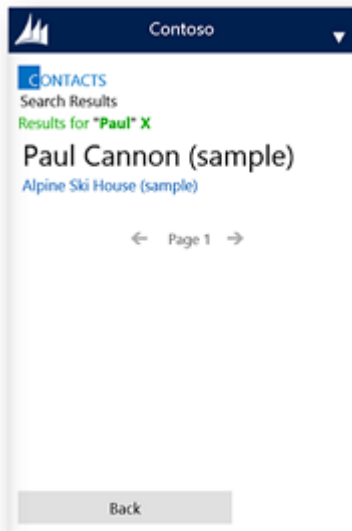 Contoso
CONTACTS
Search Results
Results for "Paul" X
Paul Cannon (sample)
Alpine Ski House (sample)
Page 1
Back